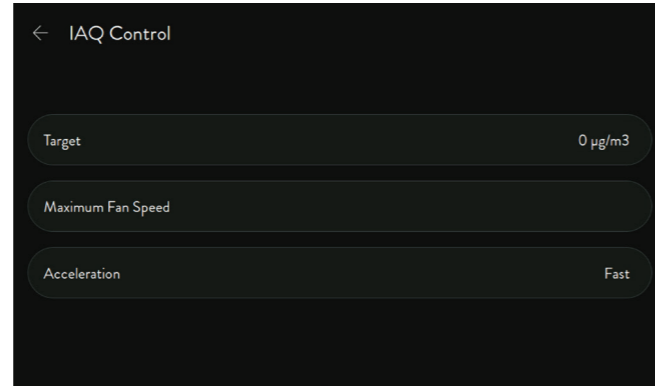 IAQ Control
Target 0 µg/m3
Maximum Fan Speed
Acceleration Fast